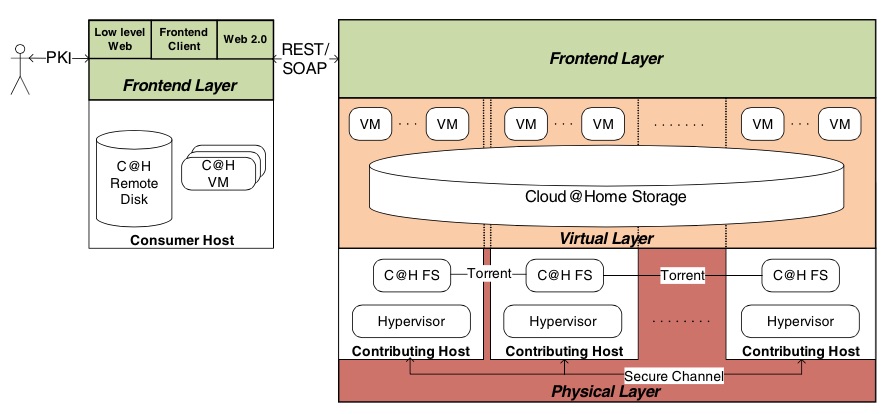 Low level
Web
Frontend
Client
Web 2.0
PKI
REST/
SOAP
Frontend Layer
C@H
Remote
Disk
C@H
VM
Consumer Host
Frontend Layer
VM ... VM VM ... VM ........ VM ... VM
Cloud@Home Storage
Virtual Layer
C@H FS Torrent C@H FS Torrent C@H FS
Hypervisor Hypervisor ........ Hypervisor
Contributing Host Contributing Host Contributing Host
Secure Channel
Physical Layer